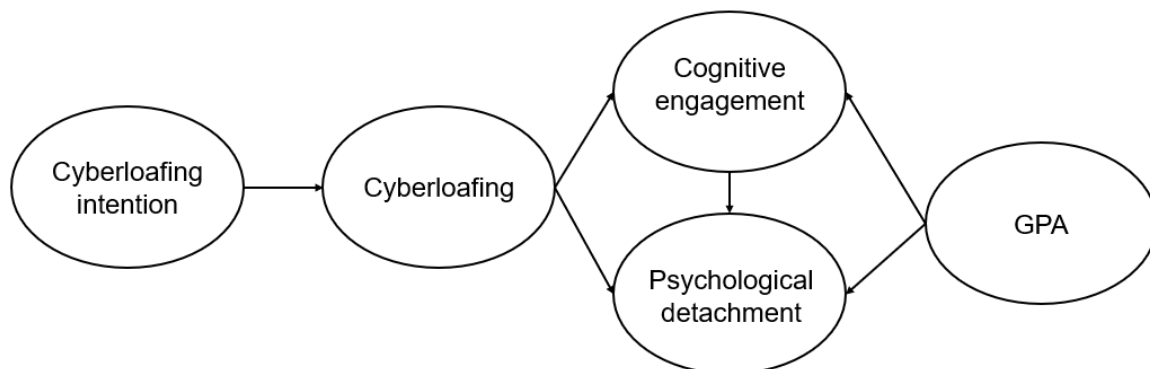 Cyberloafing
intention
Cyberloafing
Cognitive
engagement
Psychological
detachment
GPA